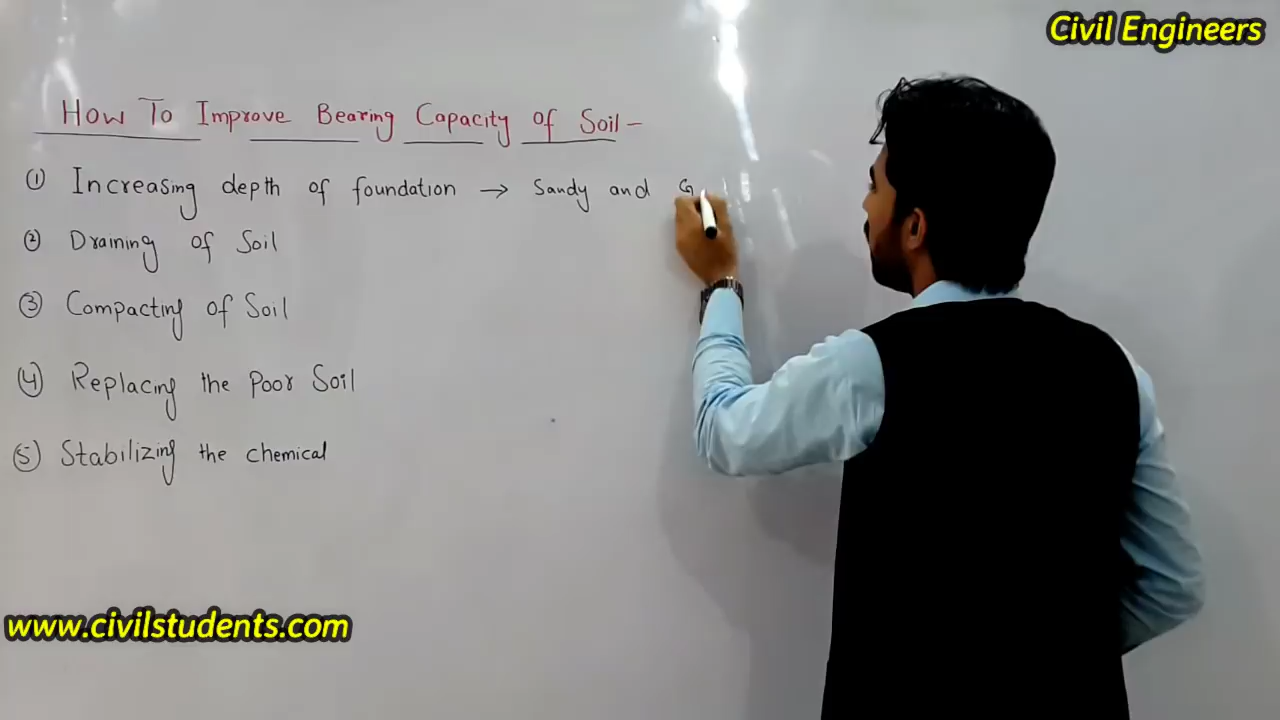 Civil Engineers
How To Improve Bearing Capacity of Soil-
① Increasing depth of foundation → Sandy and G
② Draining of Soil
③ Compacting of Soil
④ Replacing the Poor Soil
⑤ Stabilizing the chemical
www.civilstudents.com